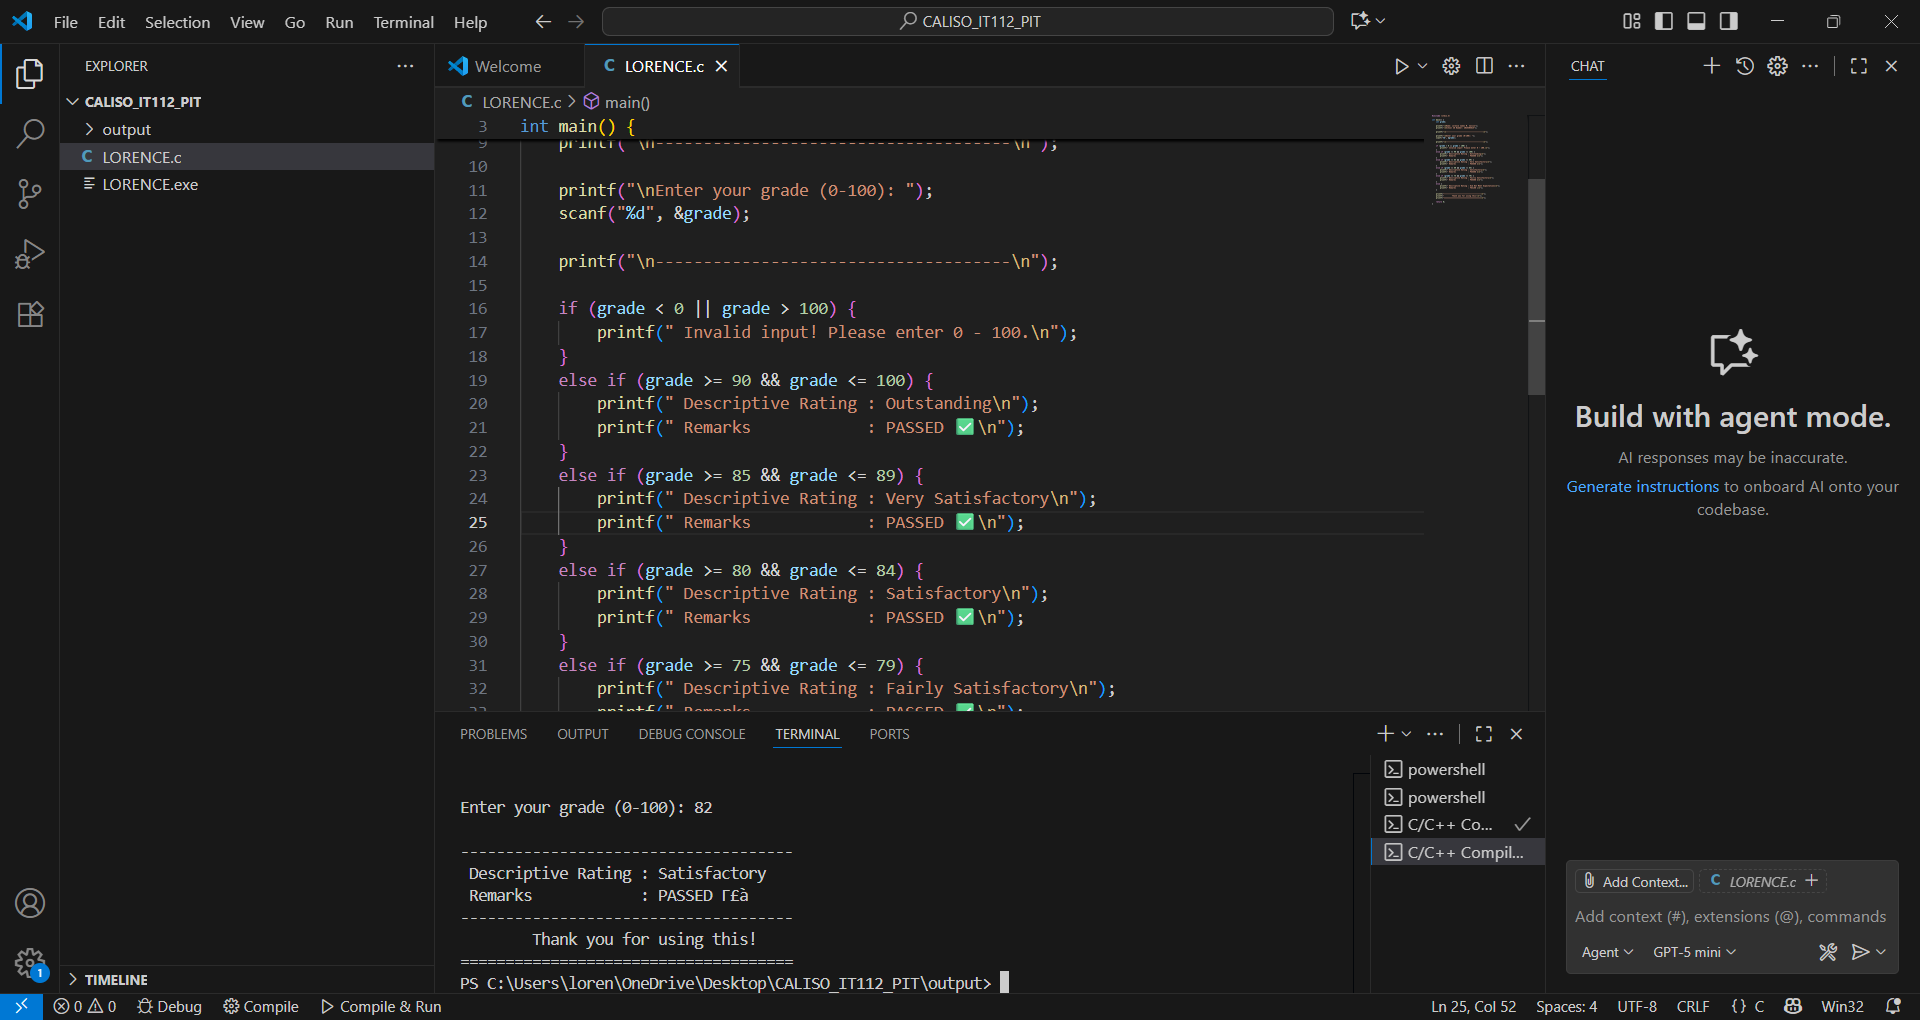 File Edit Selection View Go Run Terminal Help
CALISO_IT112_PIT
EXPLORER
CALISO_IT112_PIT
output
C LORENCE.c
LORENCE.exe
TIMELINE
Welcome
C LORENCE.c
C LORENCE.c > main()
3 int main() {
9 printf("\n-------------------------------------\n");
10
11 printf("\nEnter your grade (0-100): ");
12 scanf("%d", &grade);
13
14 printf("\n-------------------------------------\n");
15
16 if (grade < 0 || grade > 100) {
17 printf(" Invalid input! Please enter 0 - 100.\n");
18 }
19 else if (grade >= 90 && grade <= 100) {
20 printf(" Descriptive Rating : Outstanding\n");
21 printf(" Remarks            : PASSED ✅\n");
22 }
23 else if (grade >= 85 && grade <= 89) {
24 printf(" Descriptive Rating : Very Satisfactory\n");
25 printf(" Remarks            : PASSED ✅\n");
26 }
27 else if (grade >= 80 && grade <= 84) {
28 printf(" Descriptive Rating : Satisfactory\n");
29 printf(" Remarks            : PASSED ✅\n");
30 }
31 else if (grade >= 75 && grade <= 79) {
32 printf(" Descriptive Rating : Fairly Satisfactory\n");
33 printf(" Remarks            : PASSED ✅\n");
PROBLEMS OUTPUT DEBUG CONSOLE TERMINAL PORTS
Enter your grade (0-100): 82
-------------------------------------
Descriptive Rating : Satisfactory
Remarks            : PASSED Γ£à
-------------------------------------
Thank you for using this!
=====================================
PS C:\Users\loren\OneDrive\Desktop\CALISO_IT112_PIT\output>
powershell
powershell
C/C++ Co...
C/C++ Compil...
CHAT
Build with agent mode.
AI responses may be inaccurate.
Generate instructions to onboard AI onto your
codebase.
Add Context... C LORENCE.c +
Add context (#), extensions (@), commands
Agent GPT-5 mini
1
0 0 Debug Compile Compile & Run
Ln 25, Col 52 Spaces: 4 UTF-8 CRLF {} C Win32